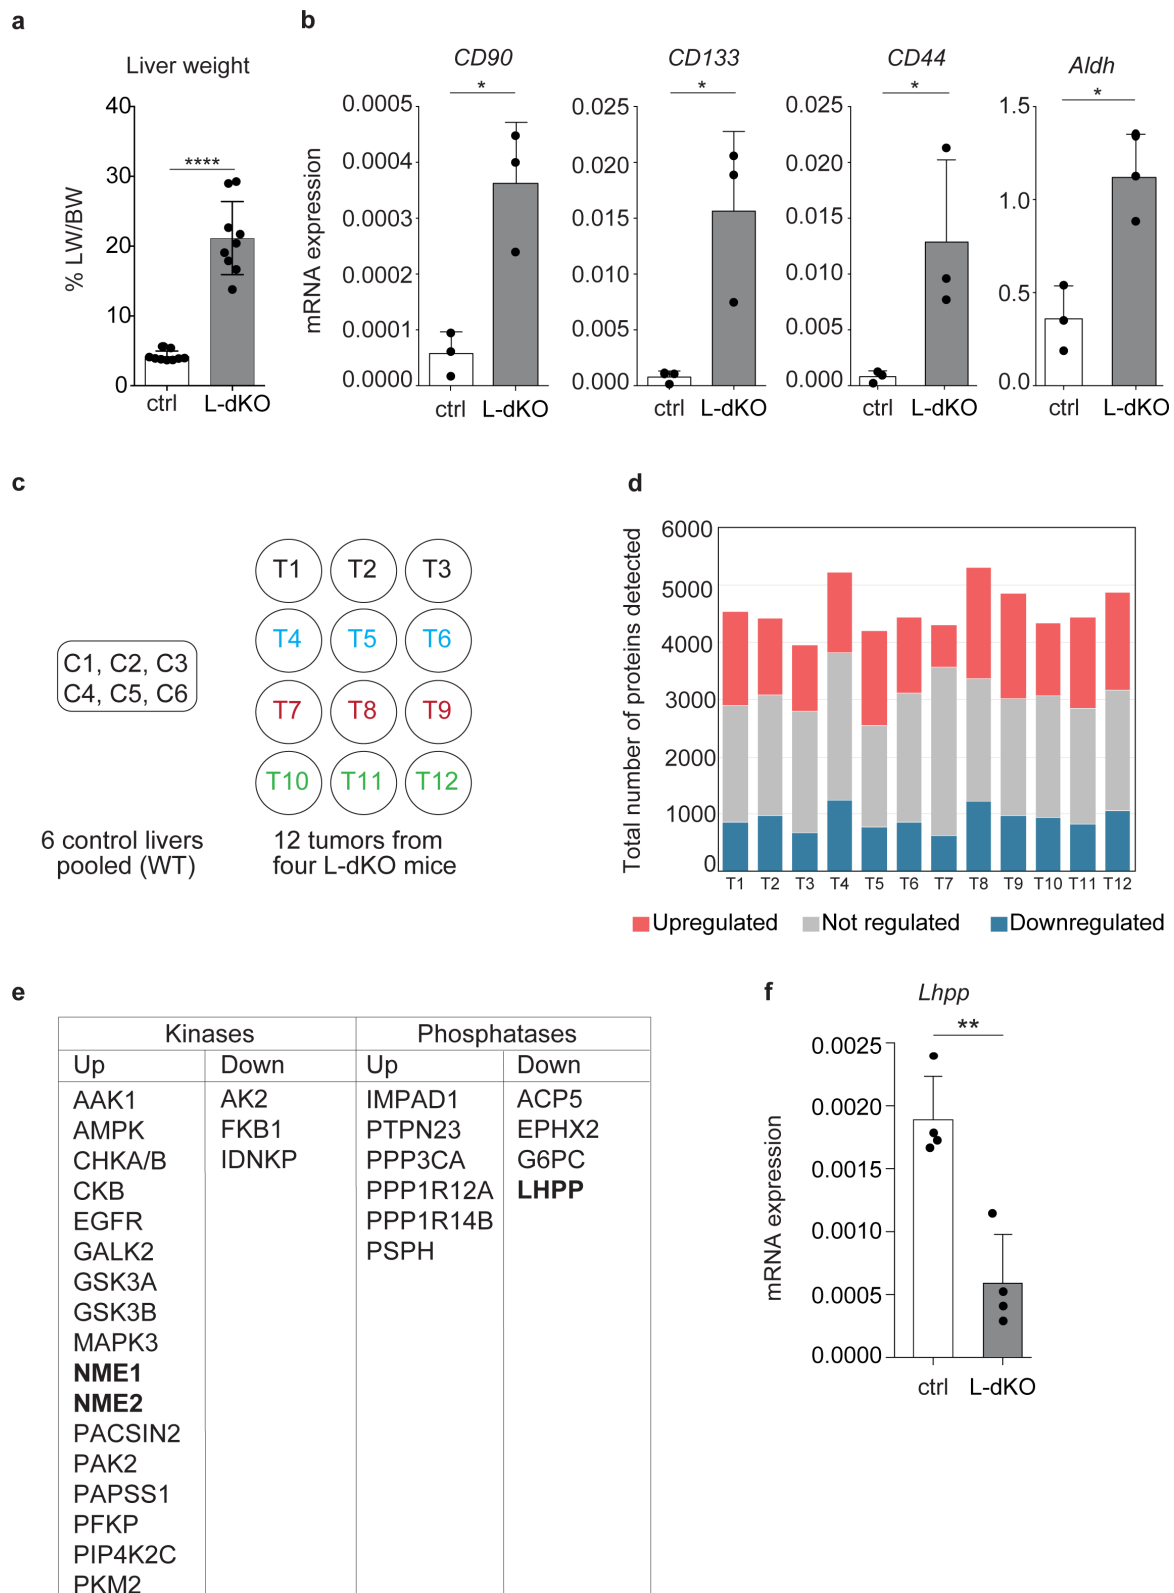 a
Liver weight
% LW/BW
40
30
20
10
0
****
ctrl
L-dKO
b
mRNA expression
CD90
*
0.0005
0.0004
0.0003
0.0002
0.0001
0.0000
ctrl
L-dKO
CD133
*
0.025
0.020
0.015
0.010
0.005
0.000
ctrl L-dKO
CD44
*
0.025
0.020
0.015
0.010
0.005
0.000
ctrl L-dKO
Aldh
*
1.5
1.0
0.5
0.0
ctrl L-dKO
c
C1, C2, C3
C4, C5, C6
6 control livers
pooled (WT)
T1 T2 T3
T4 T5 T6
T7 T8 T9
T10 T11 T12
12 tumors from
four L-dKO mice
d
Total number of proteins detected
6000
5000
4000
3000
2000
1000
0
T1 T2 T3 T4 T5 T6 T7 T8 T9 T10 T11 T12
Upregulated Not regulated Downregulated
e
Kinases Phosphatases
Up Down Up Down
AAK1 AK2 IMPAD1 ACP5
AMPK FKB1 PTPN23 EPHX2
CHKA/B IDNKP PPP3CA G6PC
CKB PPP1R12A LHPP
EGFR PPP1R14B
GALK2 PSPH
GSK3A
GSK3B
MAPK3
NME1
NME2
PACSIN2
PAK2
PAPSS1
PFKP
PIP4K2C
PKM2
f
Lhpp
**
mRNA expression
0.0025
0.0020
0.0015
0.0010
0.0005
0.0000
ctrl L-dKO